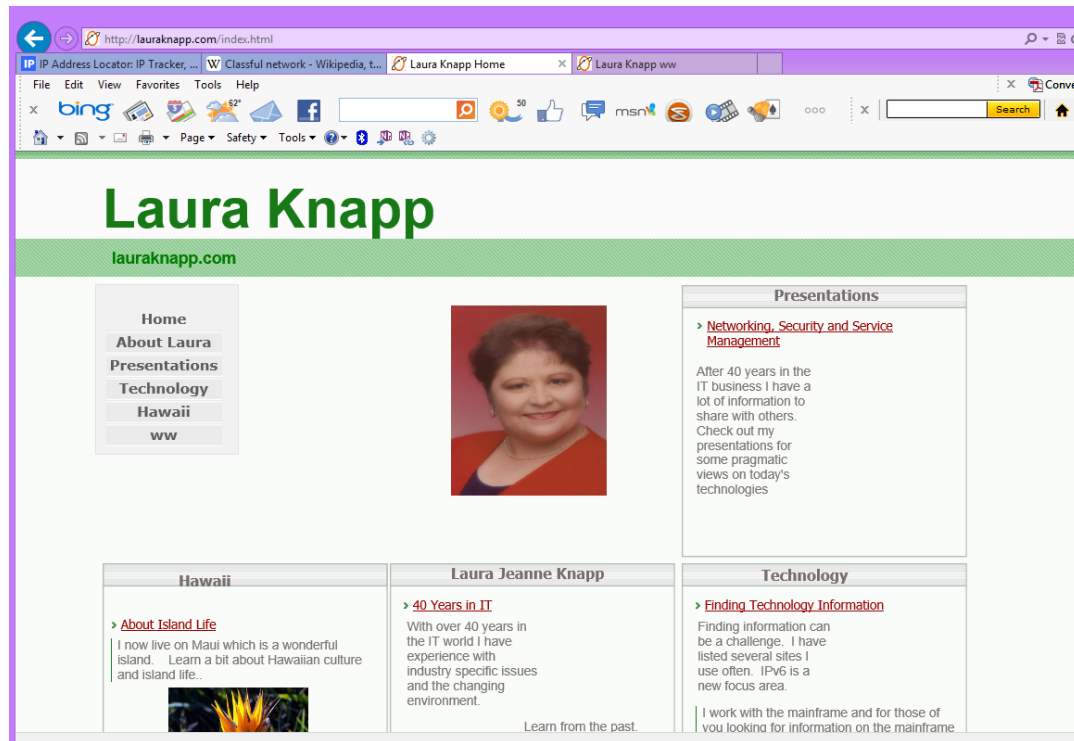 http://lauraknapp.com/index.html
IP IP Address Locator: IP Tracker, ... W Classful network - Wikipedia, t... Laura Knapp Home Laura Knapp ww
File Edit View Favorites Tools Help
x Conve
x bing 62° f 50 msn x Search
Page Safety Tools
Laura Knapp
lauraknapp.com
Home
About Laura
Presentations
Technology
Hawaii
ww
Presentations
Networking, Security and Service
Management
After 40 years in the
IT business I have a
lot of information to
share with others.
Check out my
presentations for
some pragmatic
views on today's
technologies
Hawaii
About Island Life
I now live on Maui which is a wonderful
island. Learn a bit about Hawaiian culture
and island life..
Laura Jeanne Knapp
40 Years in IT
With over 40 years in
the IT world I have
experience with
industry specific issues
and the changing
environment.
Learn from the past.
Technology
Finding Technology Information
Finding information can
be a challenge. I have
listed several sites I
use often. IPv6 is a
new focus area.
I work with the mainframe and for those of
you looking for information on the mainframe